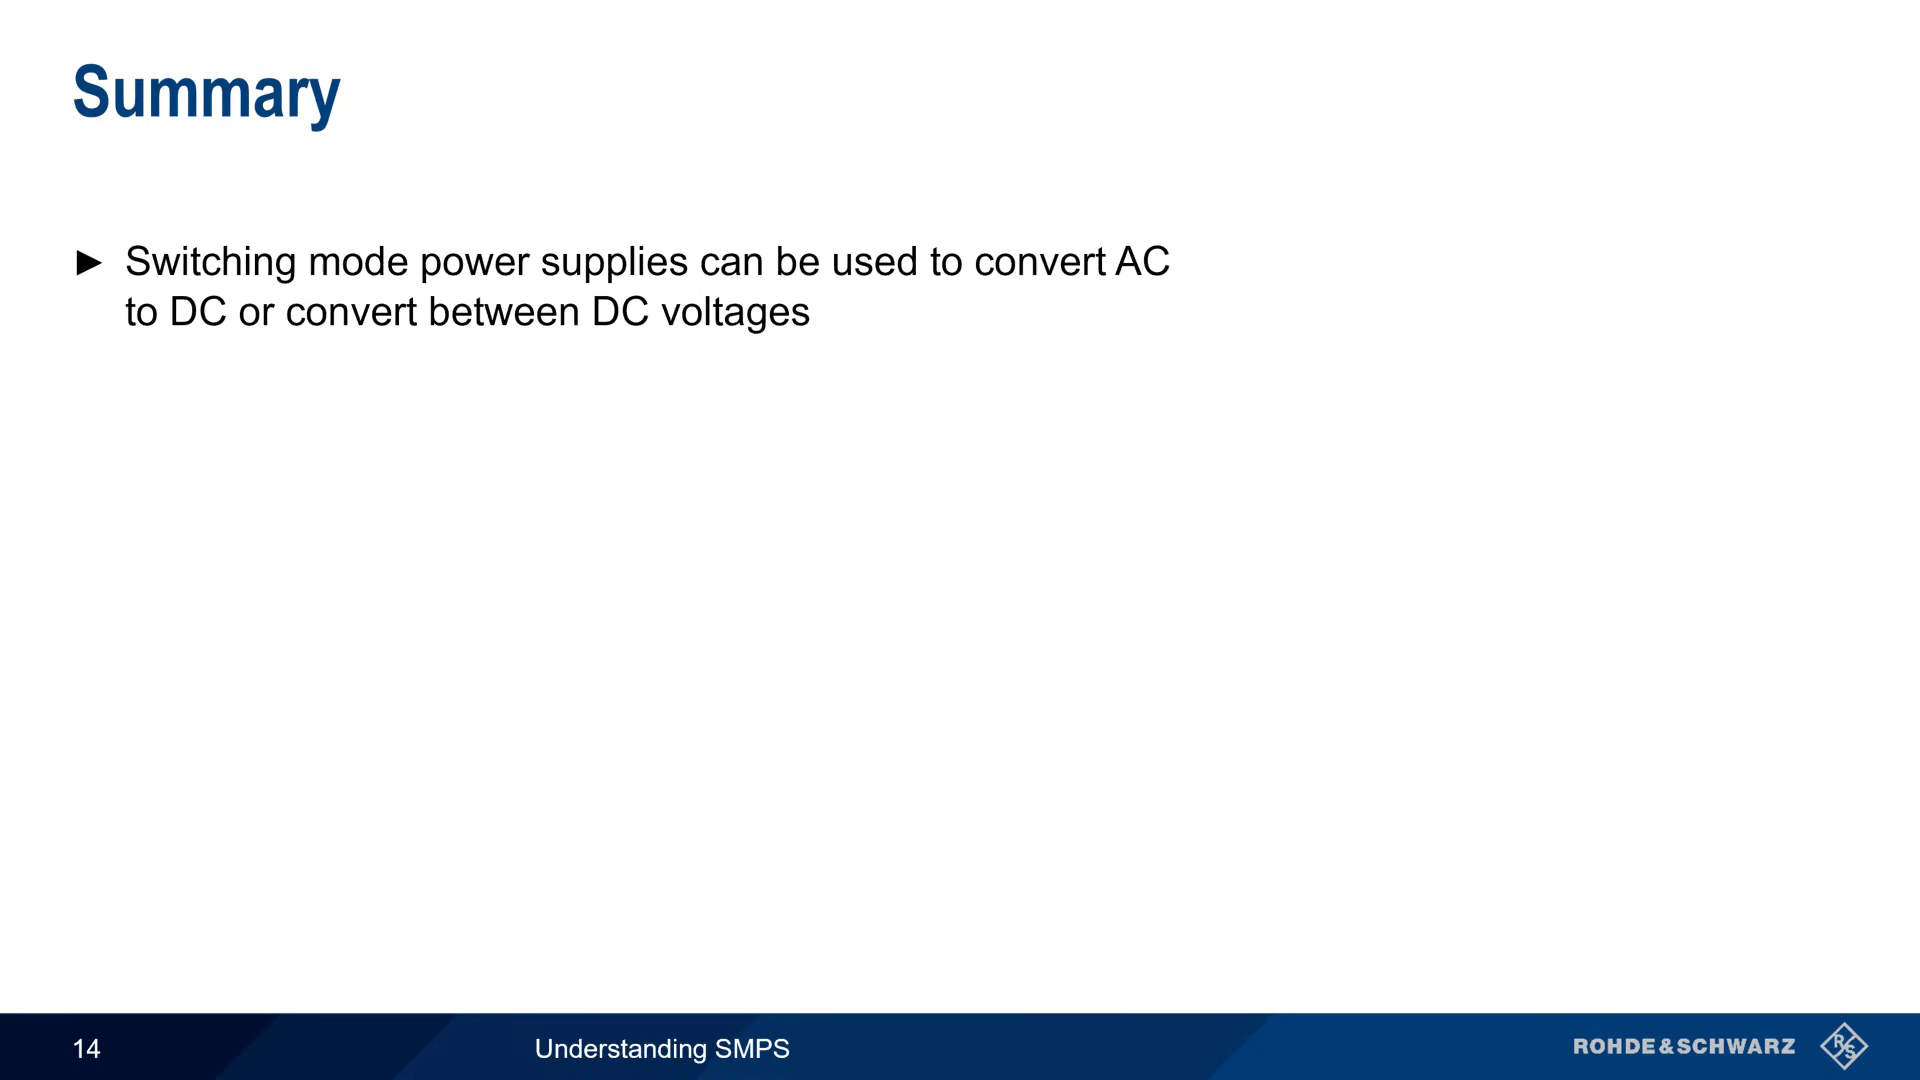 Summary
► Switching mode power supplies can be used to convert AC
to DC or convert between DC voltages
14
Understanding SMPS
ROHDE&SCHWARZ
R&S